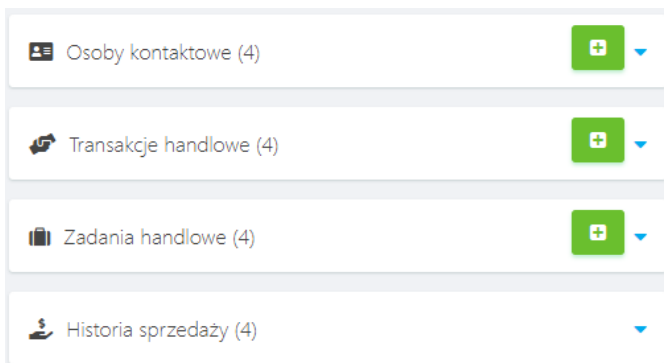 Osoby kontaktowe (4)
Transakcje handlowe (4)
Zadania handlowe (4)
Historia sprzedaży (4)